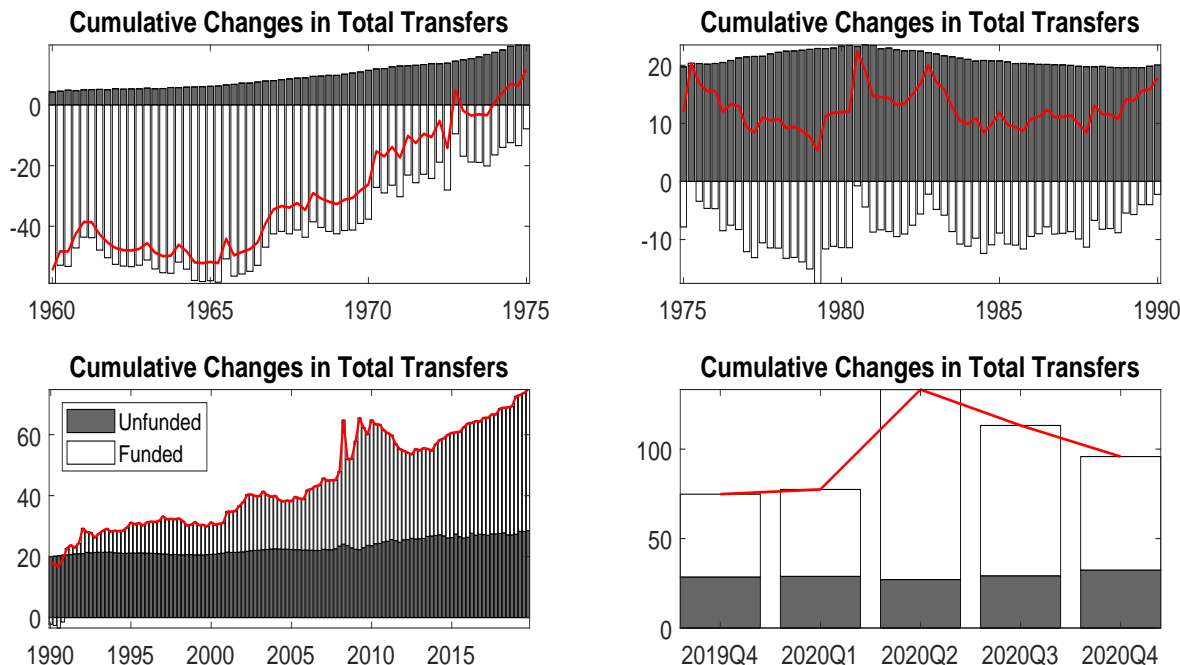 Cumulative Changes in Total Transfers
0
-20
-40
1960
1965
1970
1975
Cumulative Changes in Total Transfers
20
10
0
-10
1975
1980
1985
1990
Cumulative Changes in Total Transfers
60
40
20
0
Unfunded
Funded
1990
1995
2000
2005
2010
2015
Cumulative Changes in Total Transfers
100
50
0
2019Q4
2020Q1
2020Q2
2020Q3
2020Q4